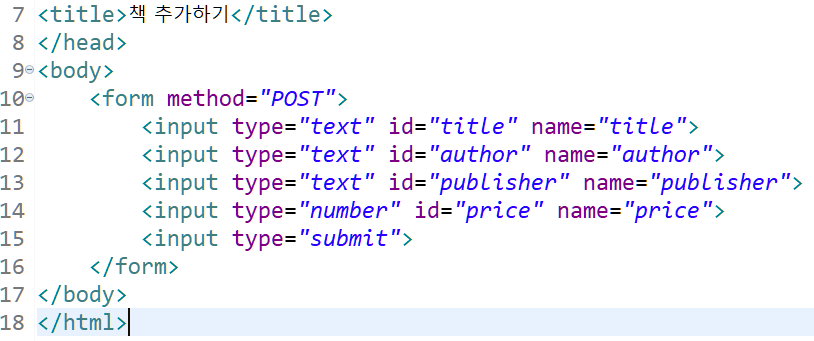 7 <title>책 추가하기</title>
8 </head>
9 <body>
10 <form method="POST">
11 <input type="text" id="title" name="title">
12 <input type="text" id="author" name="author">
13 <input type="text" id="publisher" name="publisher">
14 <input type="number" id="price" name="price">
15 <input type="submit">
16 </form>
17 </body>
18 </html>